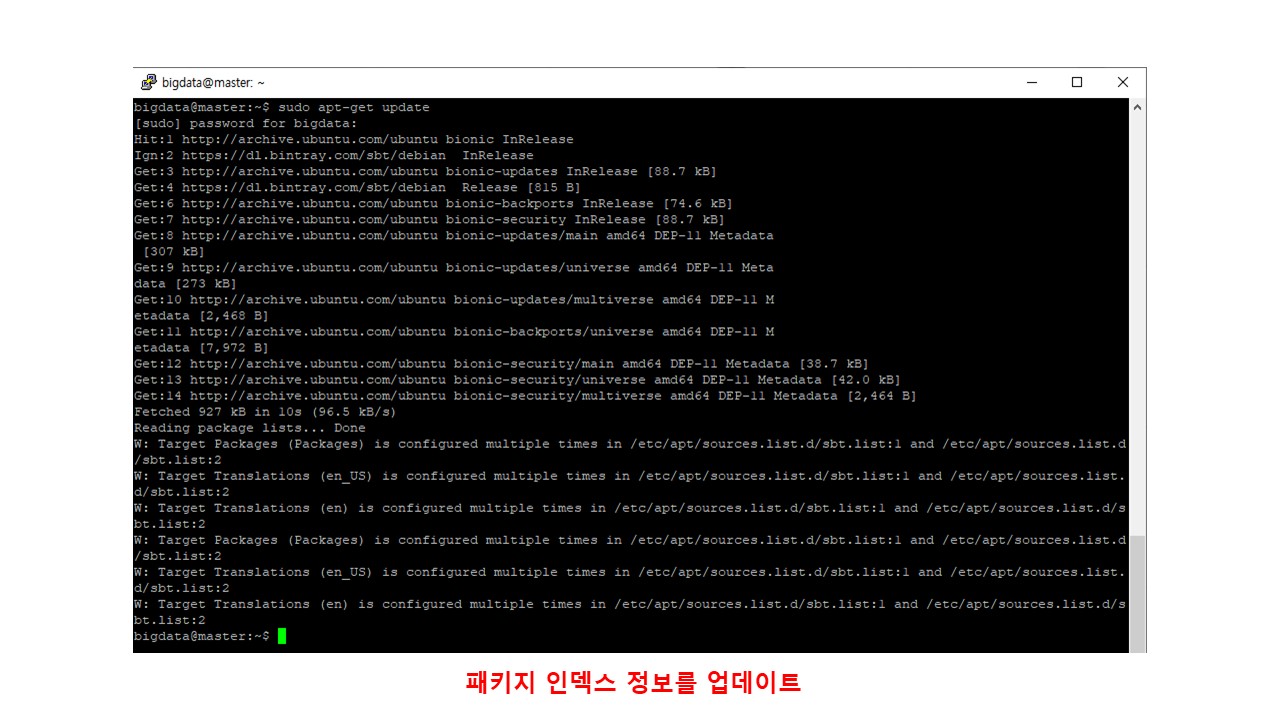 bigdata@master: ~
bigdata@master:~$ sudo apt-get update
[sudo] password for bigdata:
Hit:1 http://archive.ubuntu.com/ubuntu bionic InRelease
Ign:2 https://dl.bintray.com/sbt/debian  InRelease
Get:3 http://archive.ubuntu.com/ubuntu bionic-updates InRelease [88.7 kB]
Get:4 https://dl.bintray.com/sbt/debian  Release [815 B]
Get:6 http://archive.ubuntu.com/ubuntu bionic-backports InRelease [74.6 kB]
Get:7 http://archive.ubuntu.com/ubuntu bionic-security InRelease [88.7 kB]
Get:8 http://archive.ubuntu.com/ubuntu bionic-updates/main amd64 DEP-11 Metadata
 [307 kB]
Get:9 http://archive.ubuntu.com/ubuntu bionic-updates/universe amd64 DEP-11 Meta
data [273 kB]
Get:10 http://archive.ubuntu.com/ubuntu bionic-updates/multiverse amd64 DEP-11 M
etadata [2,468 B]
Get:11 http://archive.ubuntu.com/ubuntu bionic-backports/universe amd64 DEP-11 M
etadata [7,972 B]
Get:12 http://archive.ubuntu.com/ubuntu bionic-security/main amd64 DEP-11 Metadata [38.7 kB]
Get:13 http://archive.ubuntu.com/ubuntu bionic-security/universe amd64 DEP-11 Metadata [42.0 kB]
Get:14 http://archive.ubuntu.com/ubuntu bionic-security/multiverse amd64 DEP-11 Metadata [2,464 B]
Fetched 927 kB in 10s (96.5 kB/s)
Reading package lists... Done
W: Target Packages (Packages) is configured multiple times in /etc/apt/sources.list.d/sbt.list:1 and /etc/apt/sources.list.d
/sbt.list:2
W: Target Translations (en_US) is configured multiple times in /etc/apt/sources.list.d/sbt.list:1 and /etc/apt/sources.list.
d/sbt.list:2
W: Target Translations (en) is configured multiple times in /etc/apt/sources.list.d/sbt.list:1 and /etc/apt/sources.list.d/s
bt.list:2
W: Target Packages (Packages) is configured multiple times in /etc/apt/sources.list.d/sbt.list:1 and /etc/apt/sources.list.d
/sbt.list:2
W: Target Translations (en_US) is configured multiple times in /etc/apt/sources.list.d/sbt.list:1 and /etc/apt/sources.list.
d/sbt.list:2
W: Target Translations (en) is configured multiple times in /etc/apt/sources.list.d/sbt.list:1 and /etc/apt/sources.list.d/s
bt.list:2
bigdata@master:~$
패키지 인덱스 정보를 업데이트